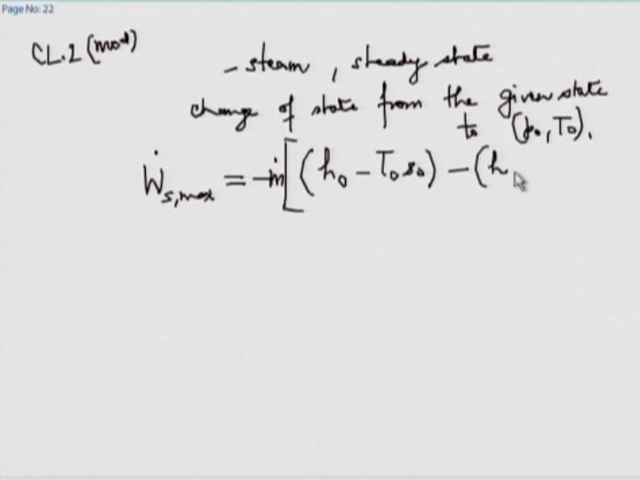 Page No: 22
CL.2 (mod)
- steam, steady state
change of state from the given state
to (p₀, T₀).
Ẇs,max = -ṁ[(h₀ - T₀s₀) - (h